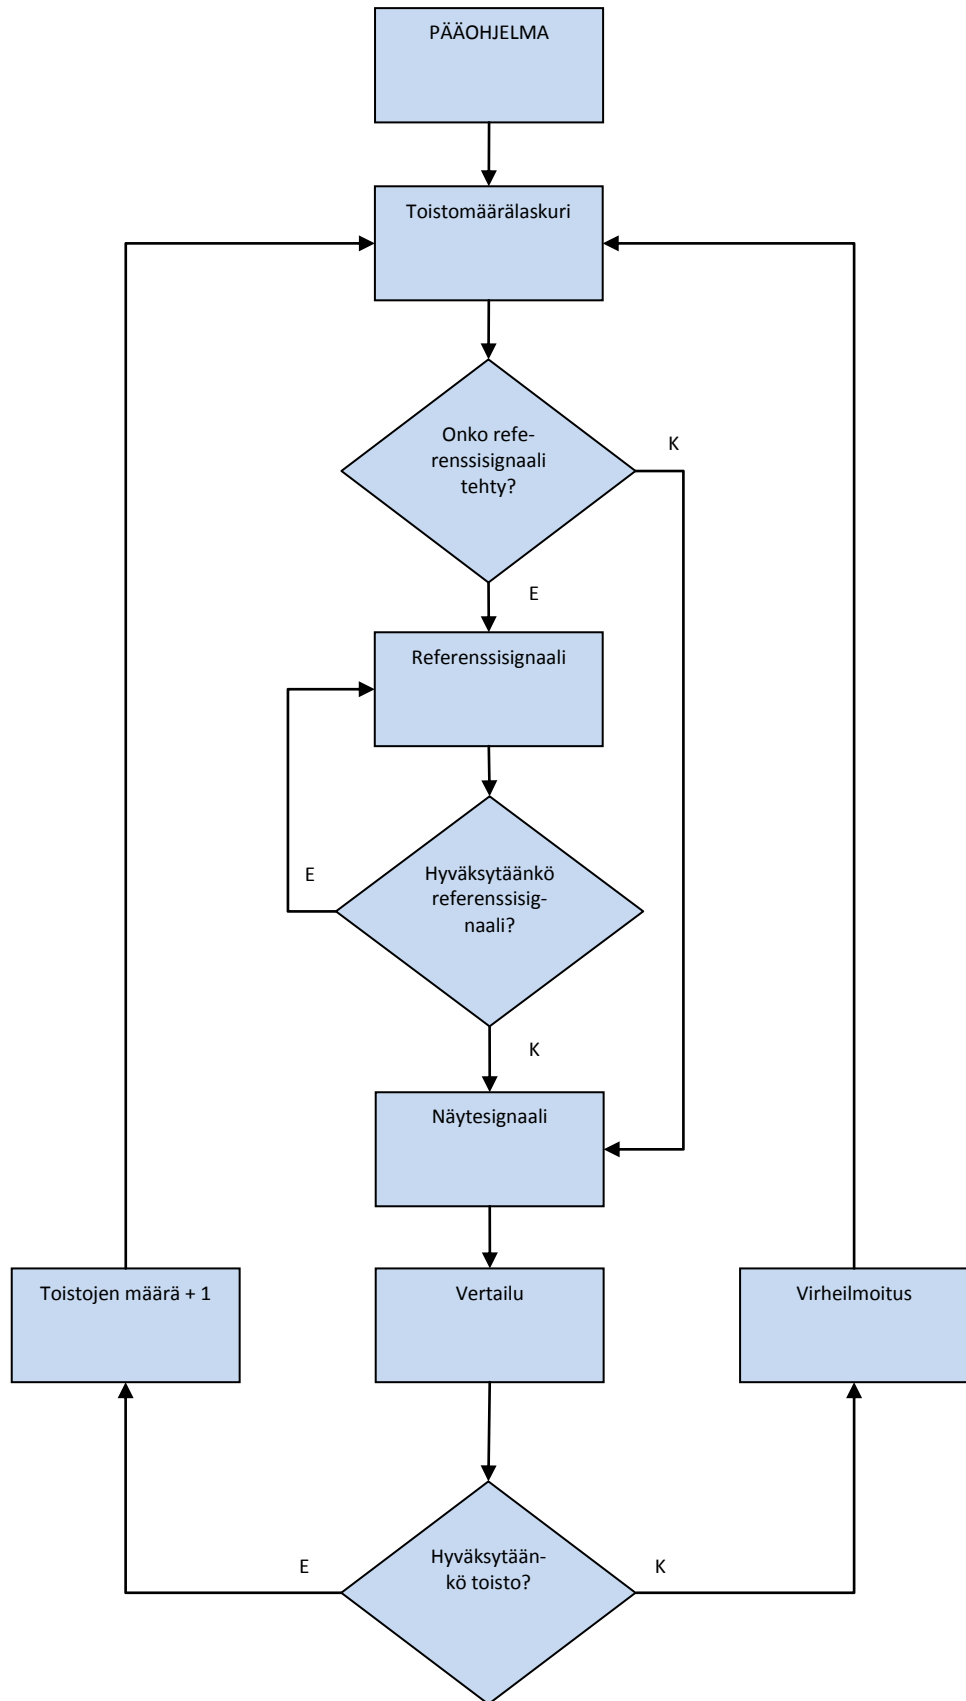 PÄÄOHJELMA
Toistomäärälaskuri
Onko refe-
renssisignaali
tehty?
K
E
Referenssisignaali
Hyväksytäänkö
referenssisig-
naali?
E
K
Näytesignaali
Toistojen määrä + 1
Vertailu
Virheilmoitus
Hyväksytään-
kö toisto?
E
K